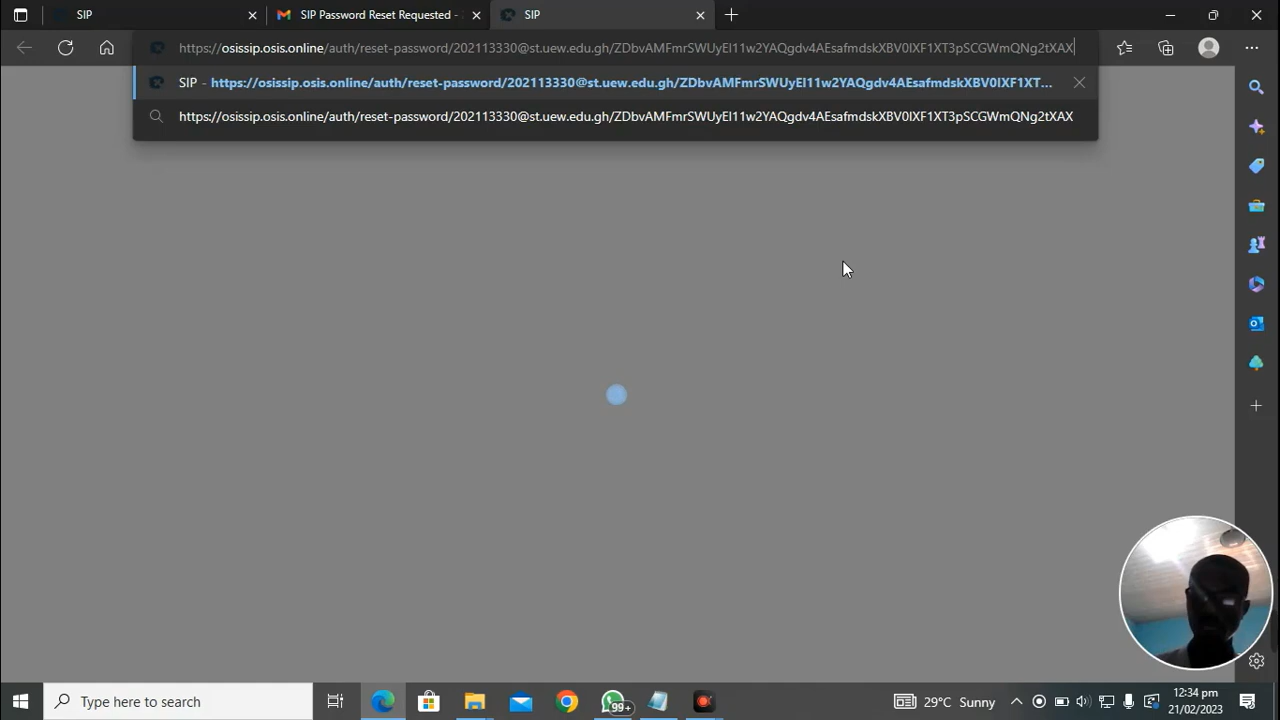 SIP
SIP Password Reset Requested -
SIP
https://osissip.osis.online/auth/reset-password/202113330@st.uew.edu.gh/ZDbvAMFmrSWUyEI11w2YAQgdv4AEsafmdskXBV0IXF1XT3pSCGWmQNg2tXAX
SIP - https://osissip.osis.online/auth/reset-password/202113330@st.uew.edu.gh/ZDbvAMFmrSWUyEI11w2YAQgdv4AEsafmdskXBV0IXF1XT...
https://osissip.osis.online/auth/reset-password/202113330@st.uew.edu.gh/ZDbvAMFmrSWUyEI11w2YAQgdv4AEsafmdskXBV0IXF1XT3pSCGWmQNg2tXAX
Type here to search
99+
29°C Sunny
12:34 pm
21/02/2023